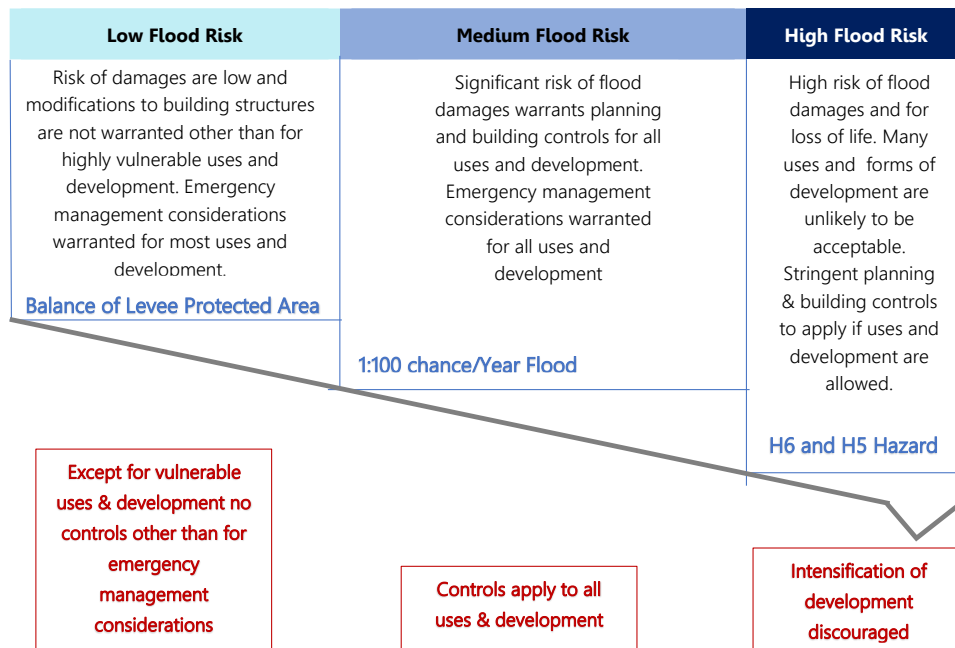 Low Flood Risk
Risk of damages are low and
modifications to building structures
are not warranted other than for
highly vulnerable uses and
development. Emergency
management considerations
warranted for most uses and
development.
Balance of Levee Protected Area
Medium Flood Risk
Significant risk of flood
damages warrants planning
and building controls for all
uses and development.
Emergency management
considerations warranted
for all uses and
development
1:100 chance/Year Flood
High Flood Risk
High risk of flood
damages and for
loss of life. Many
uses and forms of
development are
unlikely to be
acceptable.
Stringent planning
& building controls
to apply if uses and
development are
allowed.
H6 and H5 Hazard
Except for vulnerable
uses & development no
controls other than for
emergency
management
considerations
Controls apply to all
uses & development
Intensification of
development
discouraged